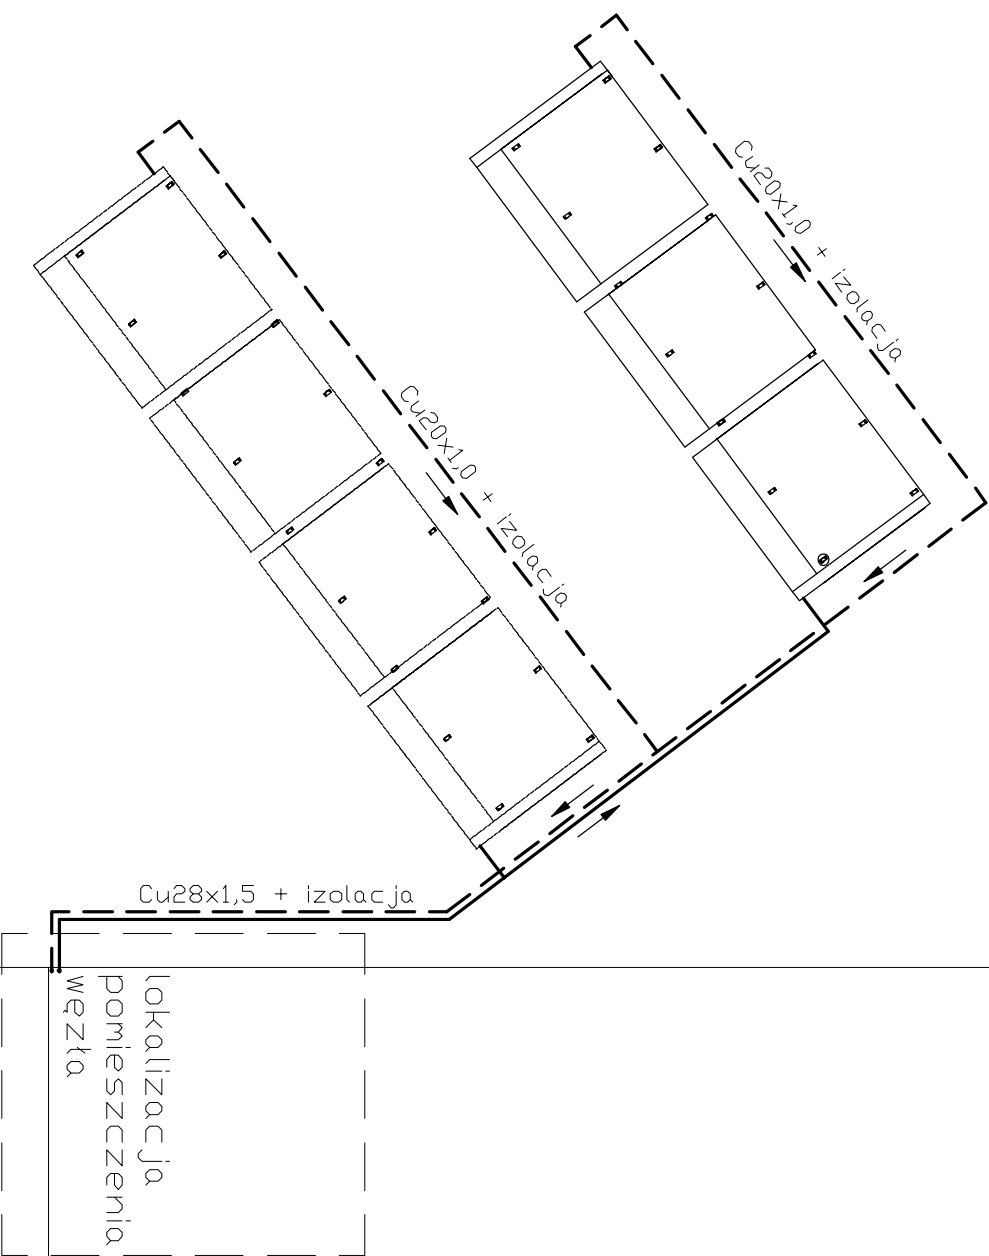 Cu20x1,0 + izolacja
Cu20x1,0 + izolacja
Cu28x1,5 + izolacja
lokalizacja
pomieszczenia
węzła